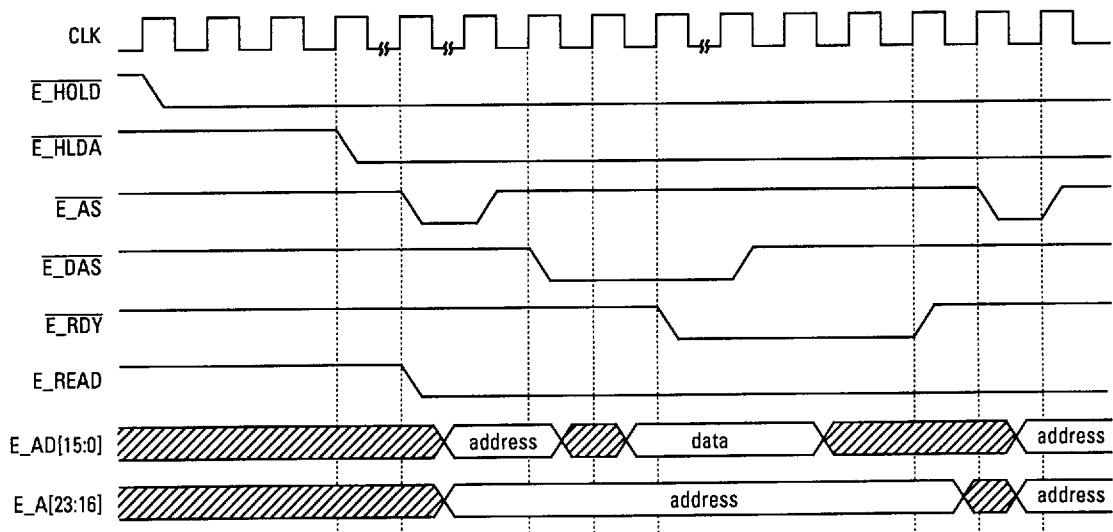 CLK
E_HOLD
E_HLDA
E_AS
E_DAS
E_RDY
E_READ
E_AD[15:0] address data address
E_A[23:16] address address